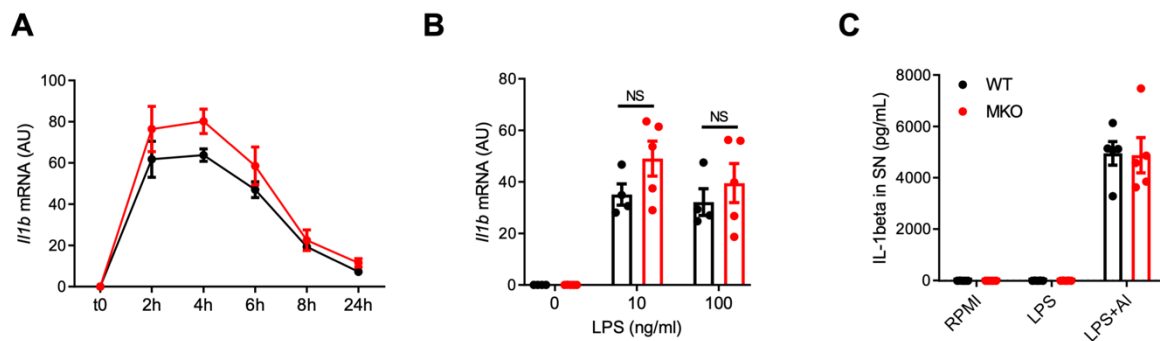 A
Il1b mRNA (AU)
100
80
60
40
20
0
t0 2h 4h 6h 8h 24h
B
Il1b mRNA (AU)
80
60
40
20
0
NS NS
0 10 100
LPS (ng/ml)
C
IL-1beta in SN (pg/mL)
8000
6000
4000
2000
0
WT
MKO
RPMI LPS LPS+Al